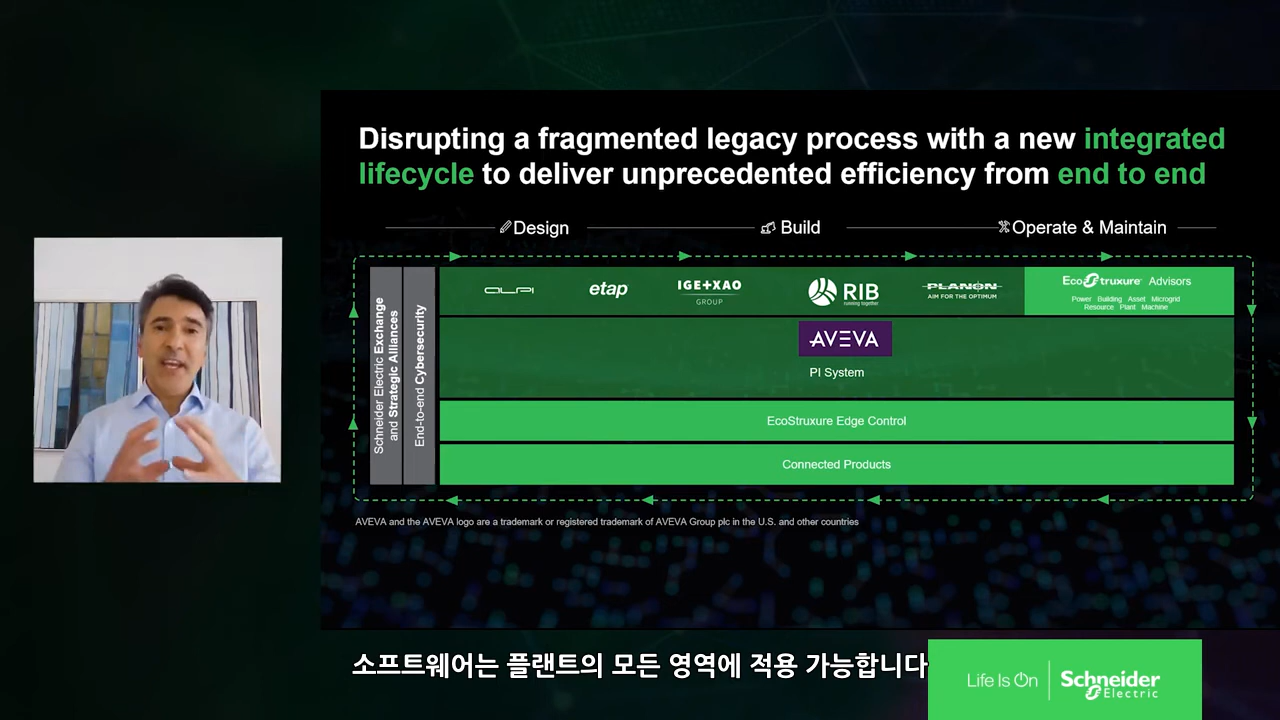 Disrupting a fragmented legacy process with a new integrated
lifecycle to deliver unprecedented efficiency from end to end
Design
Build
Operate & Maintain
Schneider Electric Exchange
and Strategic Alliances
End-to-end Cybersecurity
ALPI
etap
IGE+XAO
GROUP
RIB
running together
PLANON
AIM FOR THE OPTIMUM
EcoStruxure Advisors
Power Building Asset Microgrid
Resource Plant Machine
AVEVA
PI System
EcoStruxure Edge Control
Connected Products
AVEVA and the AVEVA logo are a trademark or registered trademark of AVEVA Group plc in the U.S. and other countries
소프트웨어는 플랜트의 모든 영역에 적용 가능합니다
Life Is On
Schneider
Electric